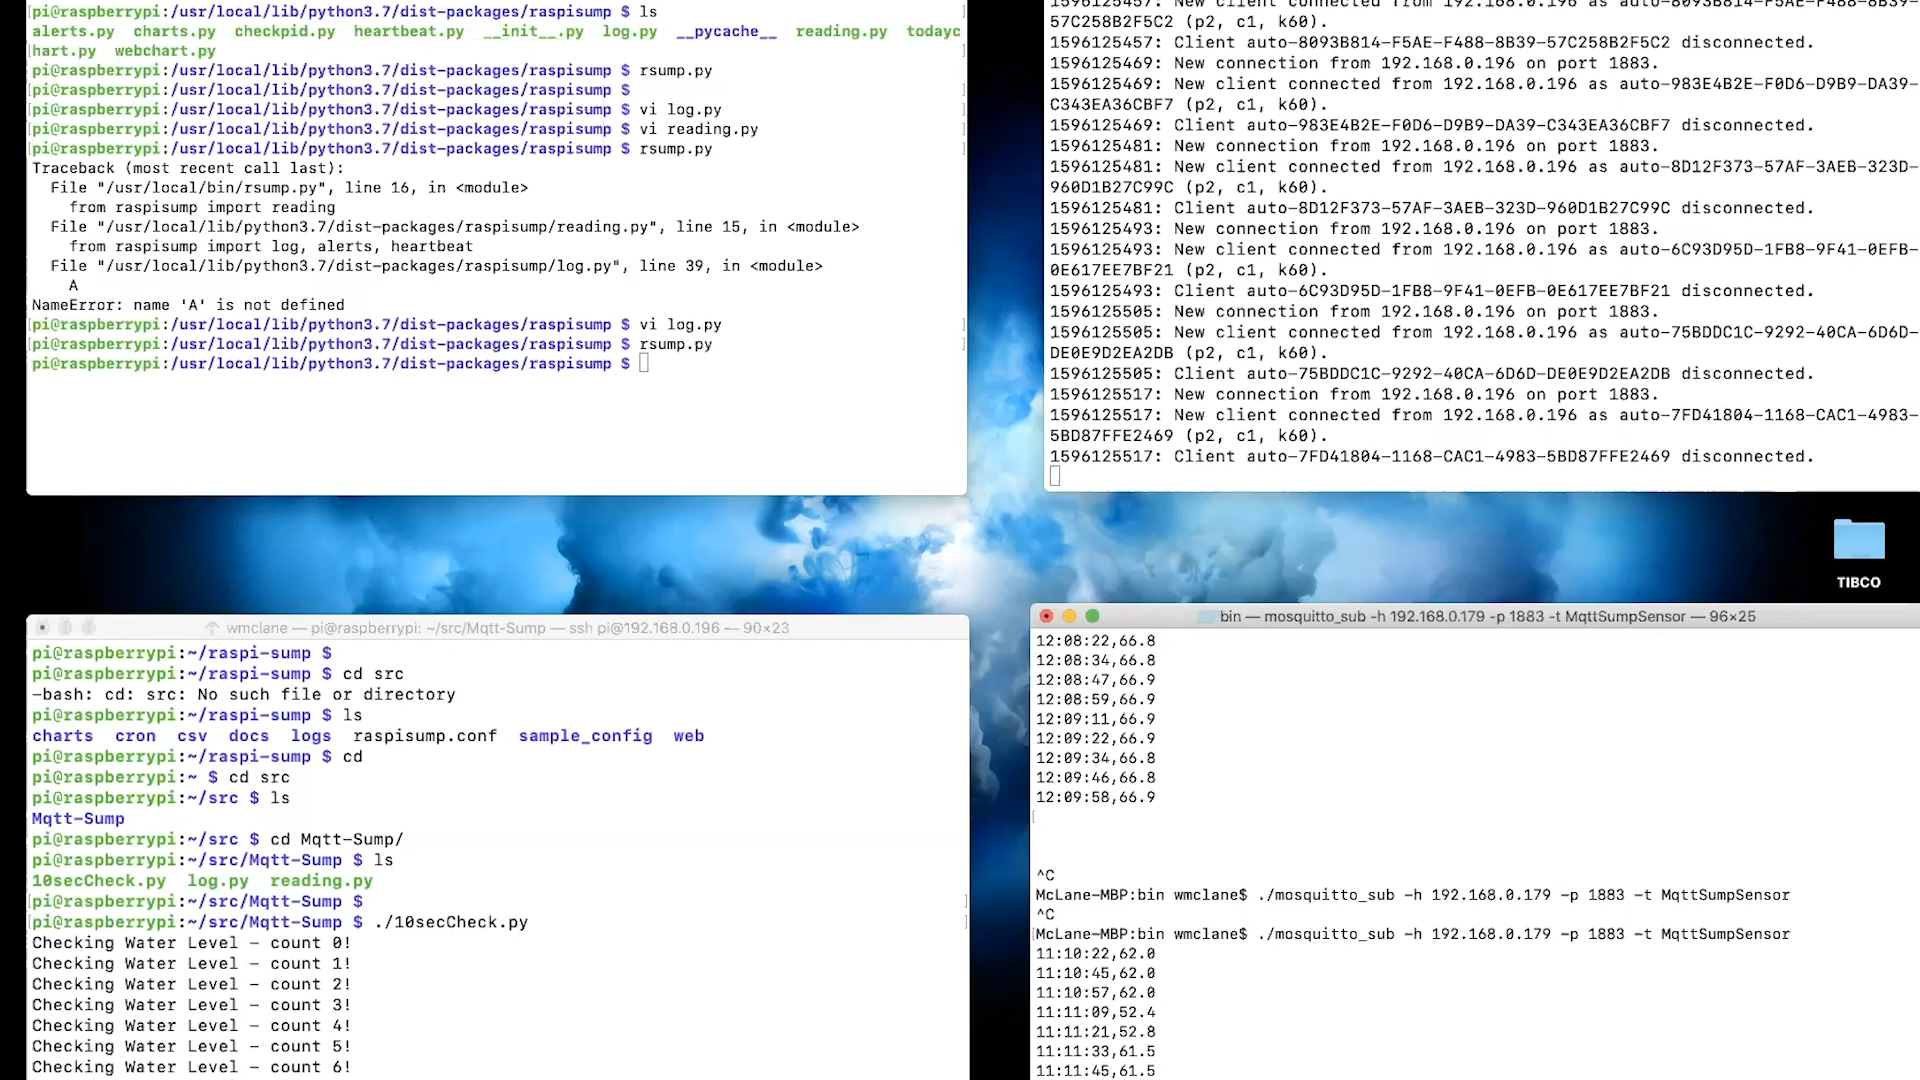 pi@raspberrypi:/usr/local/lib/python3.7/dist-packages/raspisump $ ls
alerts.py charts.py checkpid.py heartbeat.py __init__.py log.py __pycache__ reading.py todayc
hart.py webchart.py
pi@raspberrypi:/usr/local/lib/python3.7/dist-packages/raspisump $ rsump.py
pi@raspberrypi:/usr/local/lib/python3.7/dist-packages/raspisump $
pi@raspberrypi:/usr/local/lib/python3.7/dist-packages/raspisump $ vi log.py
pi@raspberrypi:/usr/local/lib/python3.7/dist-packages/raspisump $ vi reading.py
pi@raspberrypi:/usr/local/lib/python3.7/dist-packages/raspisump $ rsump.py
Traceback (most recent call last):
File "/usr/local/bin/rsump.py", line 16, in <module>
from raspisump import reading
File "/usr/local/lib/python3.7/dist-packages/raspisump/reading.py", line 15, in <module>
from raspisump import log, alerts, heartbeat
File "/usr/local/lib/python3.7/dist-packages/raspisump/log.py", line 39, in <module>
A
NameError: name 'A' is not defined
pi@raspberrypi:/usr/local/lib/python3.7/dist-packages/raspisump $ vi log.py
pi@raspberrypi:/usr/local/lib/python3.7/dist-packages/raspisump $ rsump.py
pi@raspberrypi:/usr/local/lib/python3.7/dist-packages/raspisump $
1596125457: New client connected from 192.168.0.196 as auto-8093B814-F5AE-F488-8B39-
57C258B2F5C2 (p2, c1, k60).
1596125457: Client auto-8093B814-F5AE-F488-8B39-57C258B2F5C2 disconnected.
1596125469: New connection from 192.168.0.196 on port 1883.
1596125469: New client connected from 192.168.0.196 as auto-983E4B2E-F0D6-D9B9-DA39-
C343EA36CBF7 (p2, c1, k60).
1596125469: Client auto-983E4B2E-F0D6-D9B9-DA39-C343EA36CBF7 disconnected.
1596125481: New connection from 192.168.0.196 on port 1883.
1596125481: New client connected from 192.168.0.196 as auto-8D12F373-57AF-3AEB-323D-
960D1B27C99C (p2, c1, k60).
1596125481: Client auto-8D12F373-57AF-3AEB-323D-960D1B27C99C disconnected.
1596125493: New connection from 192.168.0.196 on port 1883.
1596125493: New client connected from 192.168.0.196 as auto-6C93D95D-1FB8-9F41-0EFB-
0E617EE7BF21 (p2, c1, k60).
1596125493: Client auto-6C93D95D-1FB8-9F41-0EFB-0E617EE7BF21 disconnected.
1596125505: New connection from 192.168.0.196 on port 1883.
1596125505: New client connected from 192.168.0.196 as auto-75BDDC1C-9292-40CA-6D6D-
DE0E9D2EA2DB (p2, c1, k60).
1596125505: Client auto-75BDDC1C-9292-40CA-6D6D-DE0E9D2EA2DB disconnected.
1596125517: New connection from 192.168.0.196 on port 1883.
1596125517: New client connected from 192.168.0.196 as auto-7FD41804-1168-CAC1-4983-
5BD87FFE2469 (p2, c1, k60).
1596125517: Client auto-7FD41804-1168-CAC1-4983-5BD87FFE2469 disconnected.
TIBCO
wmclane — pi@raspberrypi: ~/src/Mqtt-Sump — ssh pi@192.168.0.196 — 90×23
pi@raspberrypi:~/raspi-sump $
pi@raspberrypi:~/raspi-sump $ cd src
-bash: cd: src: No such file or directory
pi@raspberrypi:~/raspi-sump $ ls
charts cron csv docs logs raspisump.conf sample_config web
pi@raspberrypi:~/raspi-sump $ cd
pi@raspberrypi:~ $ cd src
pi@raspberrypi:~/src $ ls
Mqtt-Sump
pi@raspberrypi:~/src $ cd Mqtt-Sump/
pi@raspberrypi:~/src/Mqtt-Sump $ ls
10secCheck.py log.py reading.py
pi@raspberrypi:~/src/Mqtt-Sump $
pi@raspberrypi:~/src/Mqtt-Sump $ ./10secCheck.py
Checking Water Level - count 0!
Checking Water Level - count 1!
Checking Water Level - count 2!
Checking Water Level - count 3!
Checking Water Level - count 4!
Checking Water Level - count 5!
Checking Water Level - count 6!
bin — mosquitto_sub -h 192.168.0.179 -p 1883 -t MqttSumpSensor — 96×25
12:08:22,66.8
12:08:34,66.8
12:08:47,66.9
12:08:59,66.9
12:09:11,66.9
12:09:22,66.9
12:09:34,66.8
12:09:46,66.8
12:09:58,66.9
^C
McLane-MBP:bin wmclane$ ./mosquitto_sub -h 192.168.0.179 -p 1883 -t MqttSumpSensor
^C
McLane-MBP:bin wmclane$ ./mosquitto_sub -h 192.168.0.179 -p 1883 -t MqttSumpSensor
11:10:22,62.0
11:10:45,62.0
11:10:57,62.0
11:11:09,52.4
11:11:21,52.8
11:11:33,61.5
11:11:45,61.5